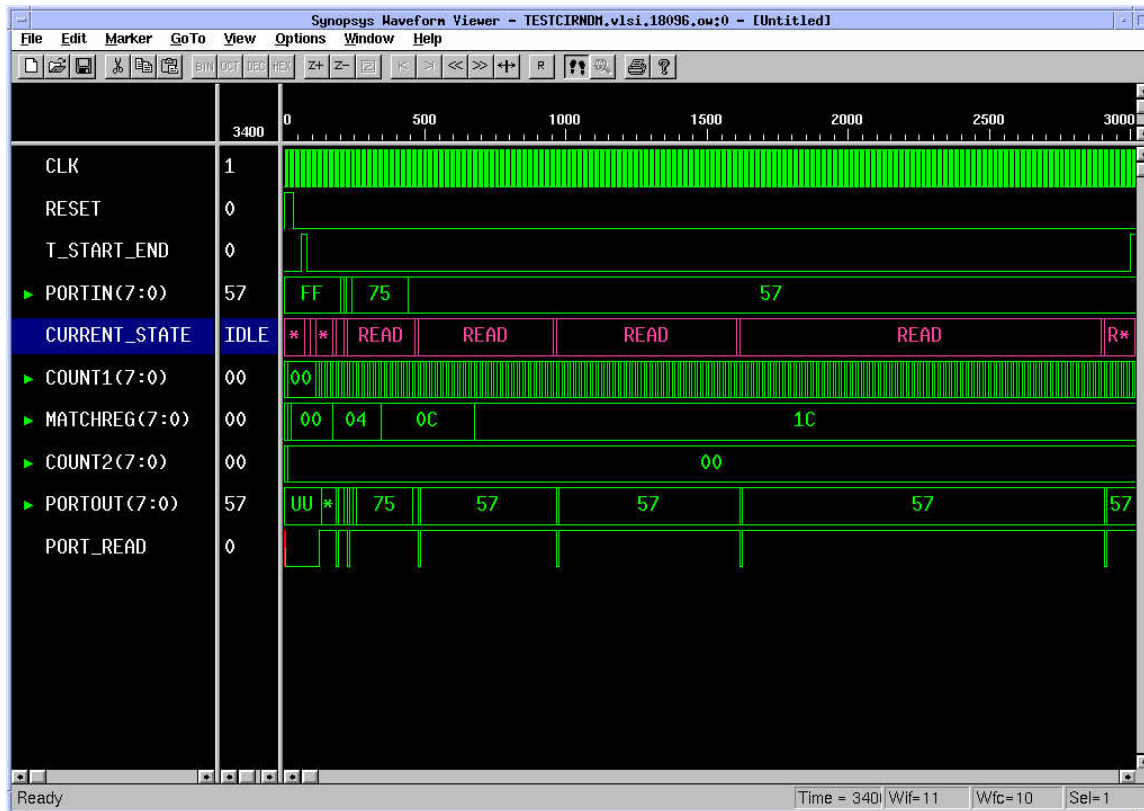 Synopsys Waveform Viewer - TESTCIRNDM.vlsi.18096.ow:0 - [Untitled]
File Edit Marker GoTo View Options Window Help
BIN OCT DEC HEX Z+ Z- R
3400 0 500 1000 1500 2000 2500 3000
CLK 1
RESET 0
T_START_END 0
PORTIN(7:0) 57 FF 75 57
CURRENT_STATE IDLE * * READ READ READ READ R*
COUNT1(7:0) 00 00
MATCHREG(7:0) 00 00 04 0C 1C
COUNT2(7:0) 00 00
PORTOUT(7:0) 57 UU * 75 57 57 57 57
PORT_READ 0
Ready Time = 340 Wif=11 Wfc=10 Sel=1